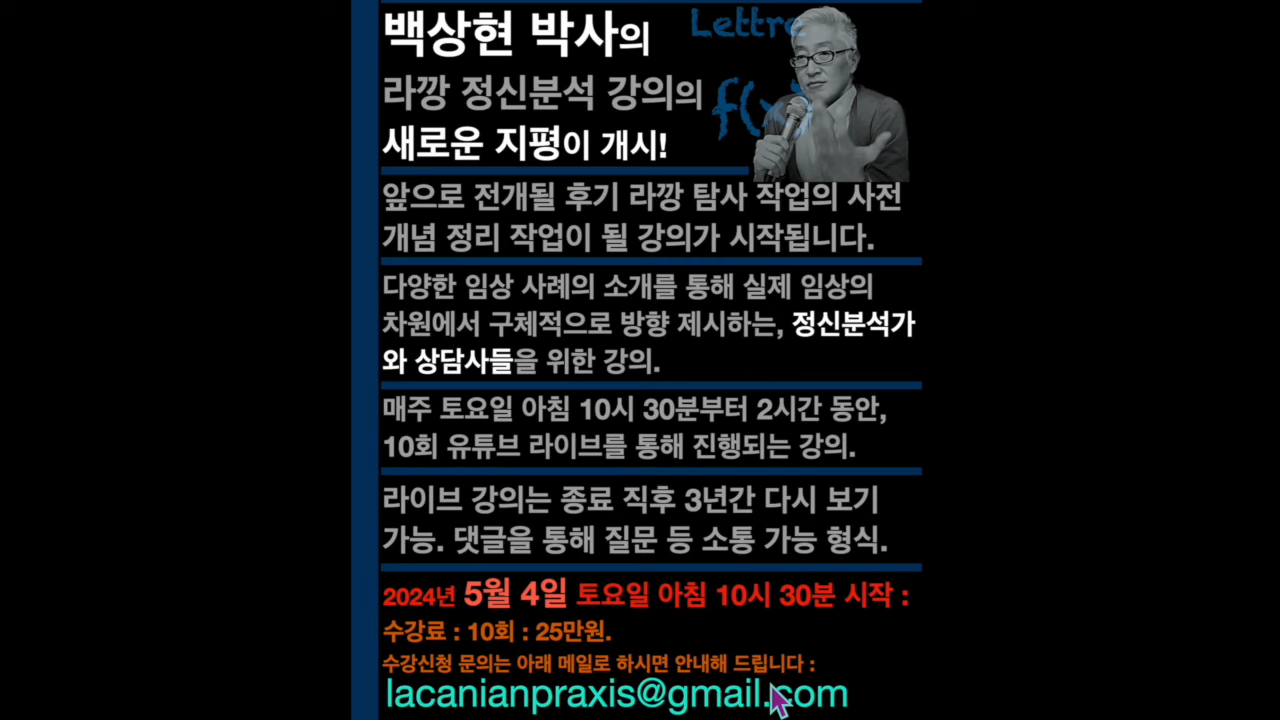 백상현 박사의
Lettre
라깡 정신분석 강의의
f(x)
새로운 지평이 개시!
앞으로 전개될 후기 라깡 탐사 작업의 사전
개념 정리 작업이 될 강의가 시작됩니다.
다양한 임상 사례의 소개를 통해 실제 임상의
차원에서 구체적으로 방향 제시하는, 정신분석가
와 상담사들을 위한 강의.
매주 토요일 아침 10시 30분부터 2시간 동안,
10회 유튜브 라이브를 통해 진행되는 강의.
라이브 강의는 종료 직후 3년간 다시 보기
가능. 댓글을 통해 질문 등 소통 가능 형식.
2024년 5월 4일 토요일 아침 10시 30분 시작 :
수강료 : 10회 : 25만원.
수강신청 문의는 아래 메일로 하시면 안내해 드립니다 :
lacanianpraxis@gmail.com